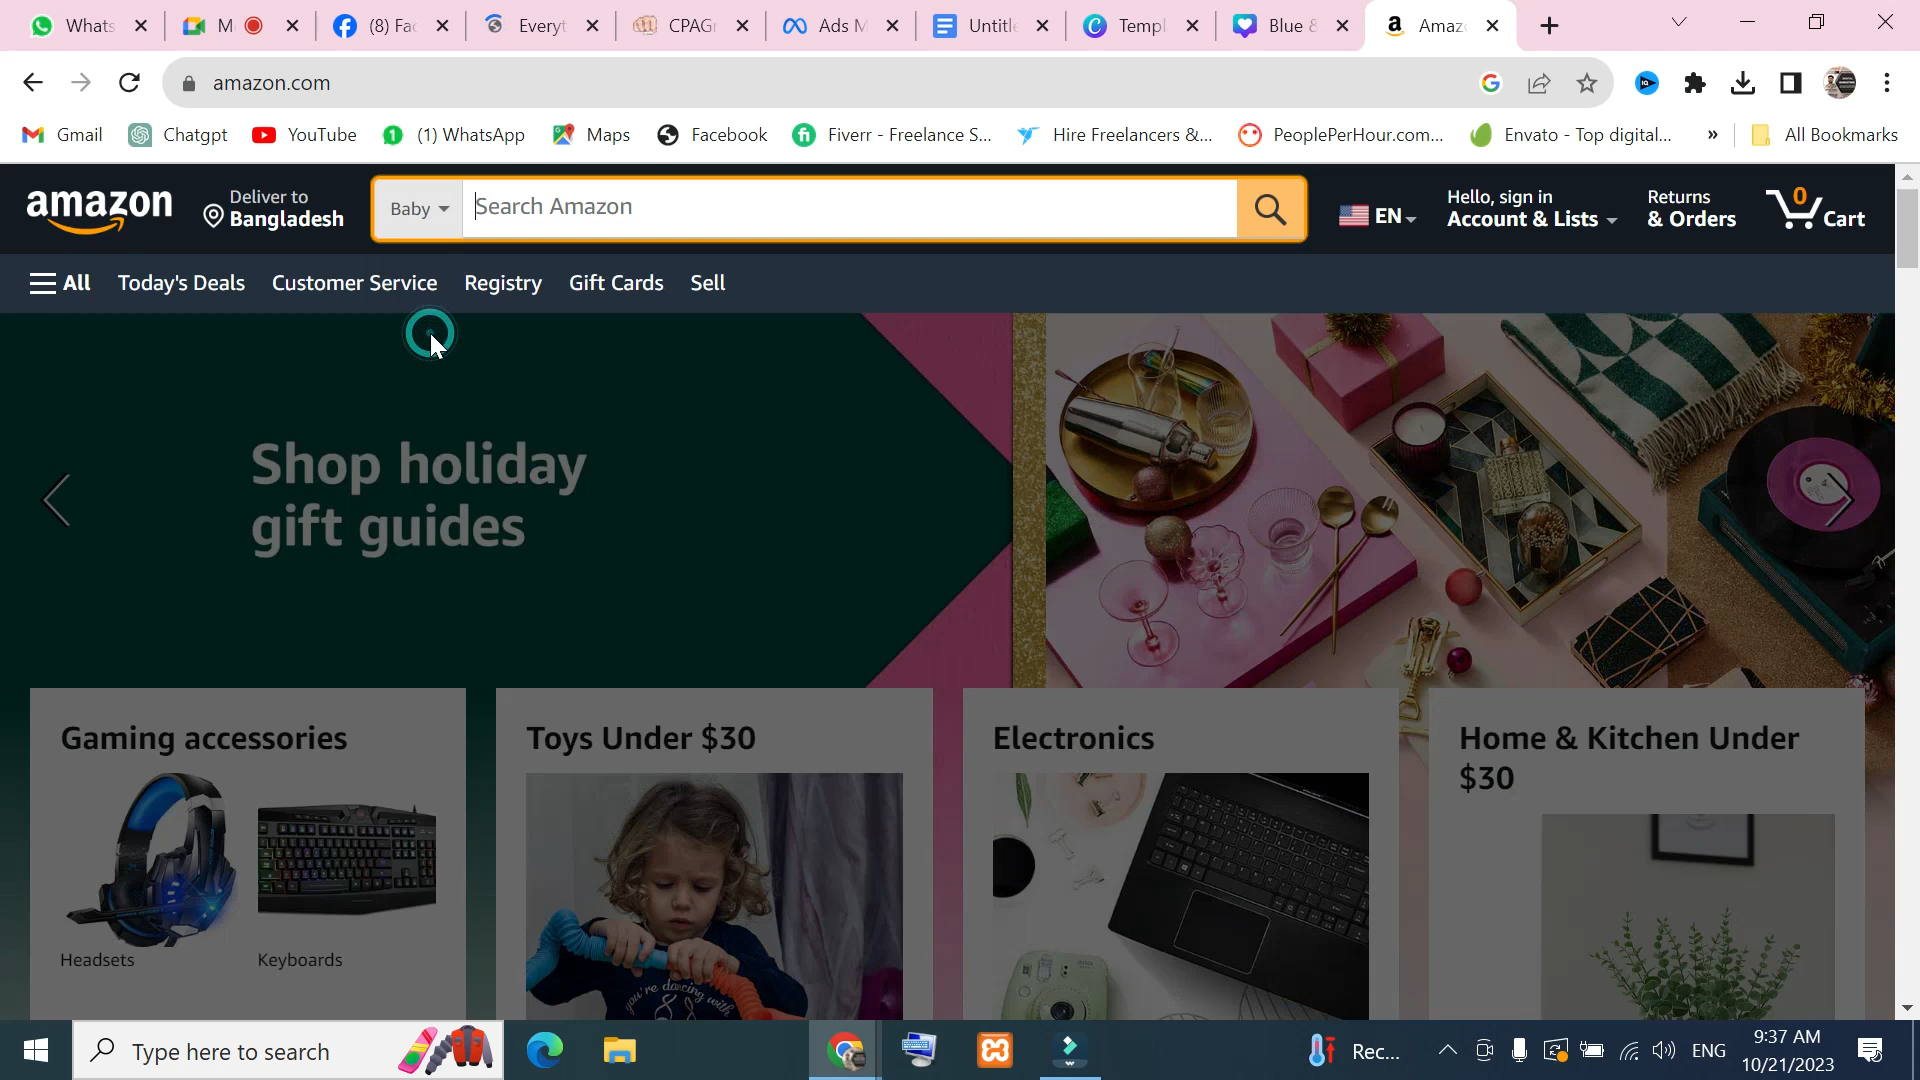 Whats
M
(8) Fac
Everyt
CPAGr
Ads M
Untitle
Templ
Blue &
Amaz
amazon.com
Gmail
Chatgpt
YouTube
(1) WhatsApp
Maps
Facebook
Fiverr - Freelance S...
Hire Freelancers &...
PeoplePerHour.com...
Envato - Top digital...
»
All Bookmarks
amazon
Deliver to
Bangladesh
Baby
Search Amazon
EN
Hello, sign in
Account & Lists
Returns
& Orders
0
Cart
All
Today's Deals
Customer Service
Registry
Gift Cards
Sell
Shop holiday
gift guides
Gaming accessories
Headsets
Keyboards
Toys Under $30
you're dancing with
Electronics
Home & Kitchen Under
$30
Type here to search
Rec...
ENG
9:37 AM
10/21/2023